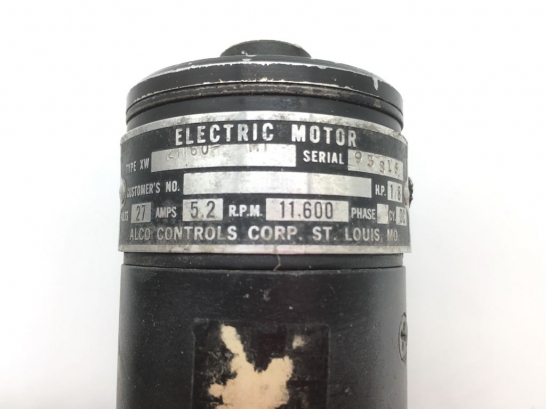 ELECTRIC MOTOR
TYPE XW SERIAL
CUSTOMER'S NO. H.P.
27 AMPS 5.2 R.P.M. 11.600 PHASE CY
ALCO CONTROLS CORP. ST. LOUIS, MO.